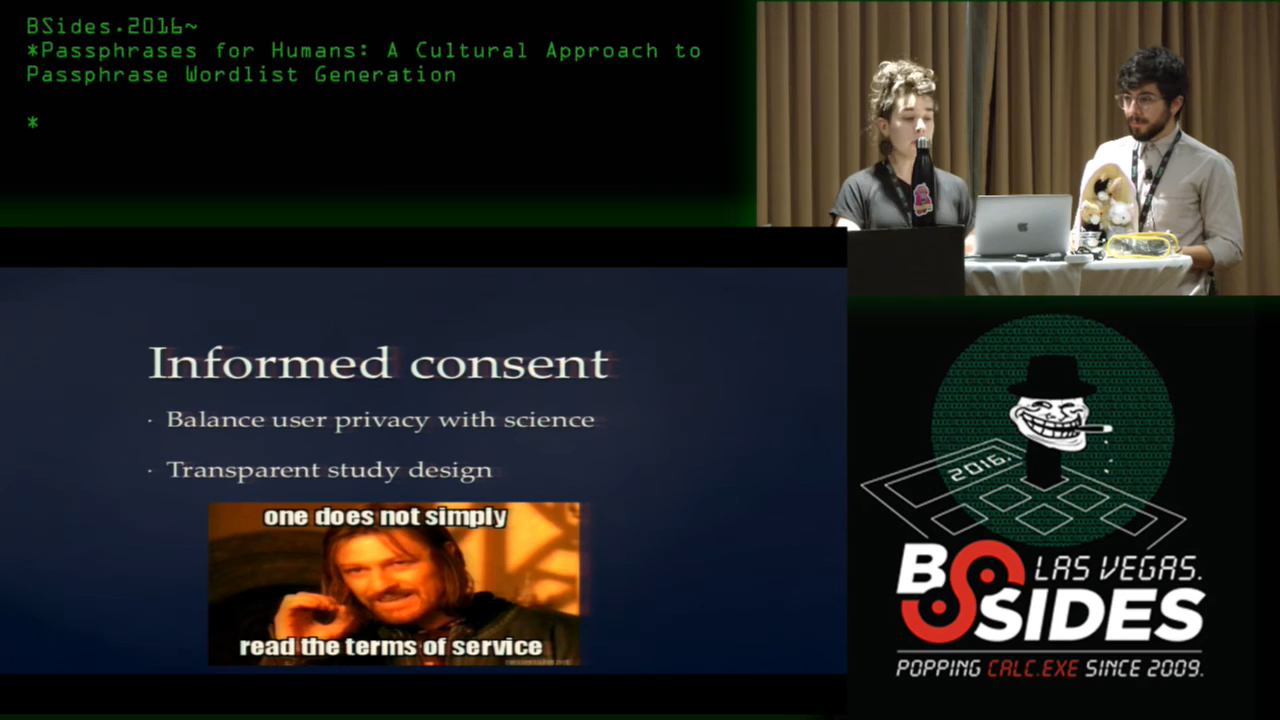 BSides.2016~
*Passphrases for Humans: A Cultural Approach to
Passphrase Wordlist Generation
*
Informed consent
· Balance user privacy with science
· Transparent study design
one does not simply
read the terms of service
2016.
BSIDES
LAS VEGAS.
POPPING CALC.EXE SINCE 2009.